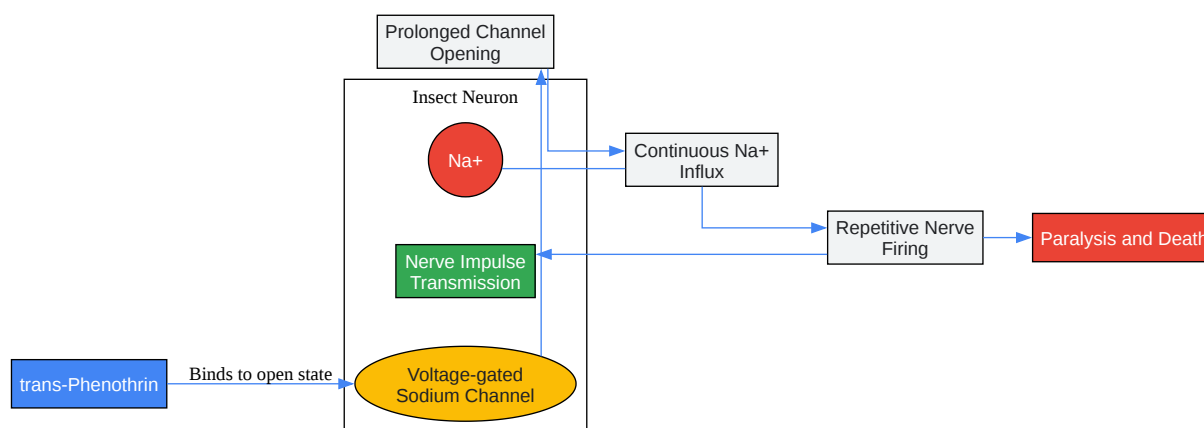 Prolonged Channel
Opening
Insect Neuron
Na+
Continuous Na+
Influx
Repetitive Nerve
Firing
Paralysis and Death
Nerve Impulse
Transmission
trans-Phenothrin
Binds to open state
Voltage-gated
Sodium Channel